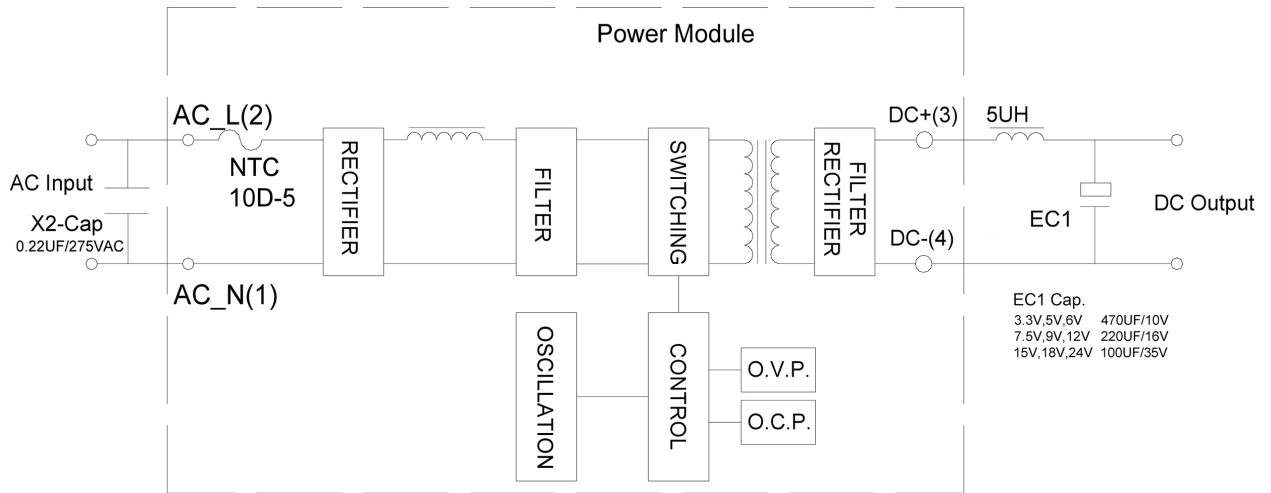 Power Module
AC_L(2)
DC+(3)
5UH
NTC
10D-5
RECTIFIER
FILTER
SWITCHING
FILTER
RECTIFIER
AC Input
X2-Cap
0.22UF/275VAC
EC1
DC Output
DC-(4)
AC_N(1)
EC1 Cap.
3.3V,5V,6V 470UF/10V
7.5V,9V,12V 220UF/16V
15V,18V,24V 100UF/35V
OSCILLATION
CONTROL
O.V.P.
O.C.P.